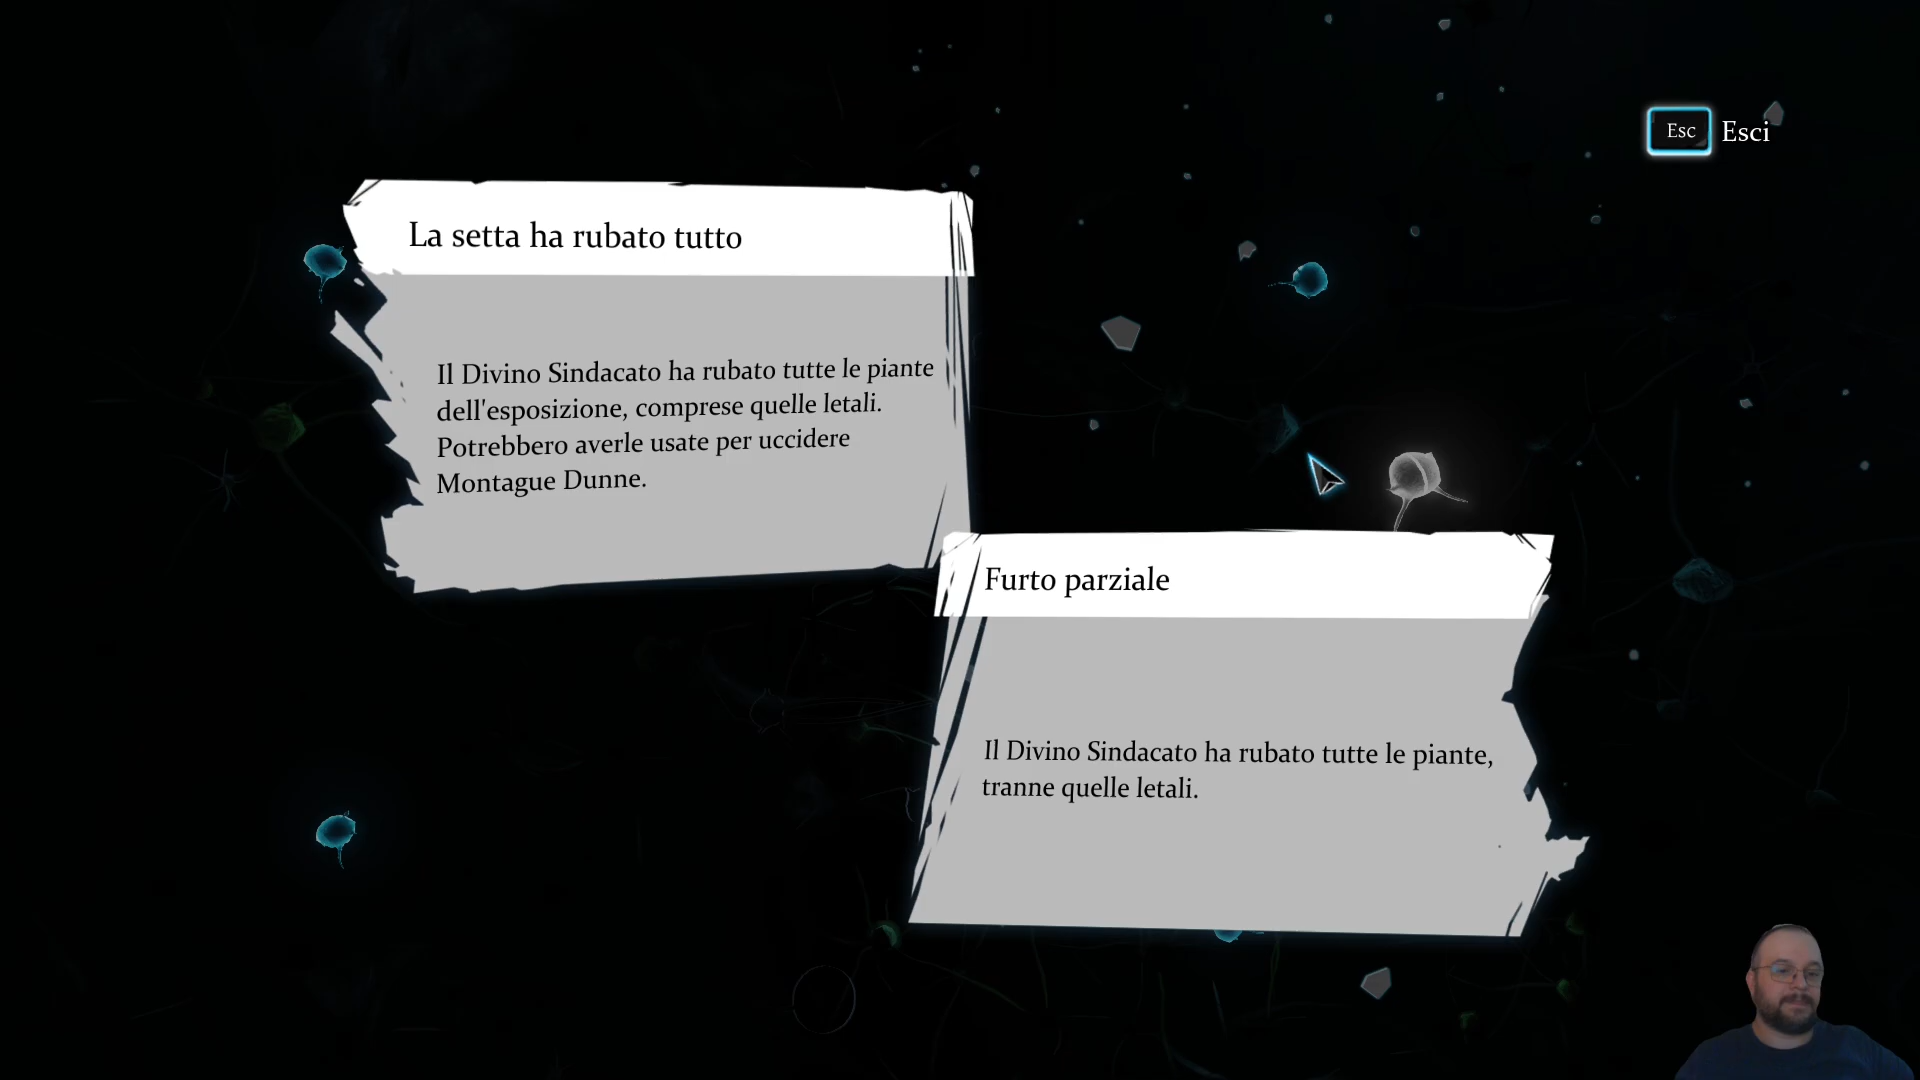 Esc Esci
La setta ha rubato tutto
Il Divino Sindacato ha rubato tutte le piante
dell'esposizione, comprese quelle letali.
Potrebbero averle usate per uccidere
Montague Dunne.
Furto parziale
Il Divino Sindacato ha rubato tutte le piante,
tranne quelle letali.